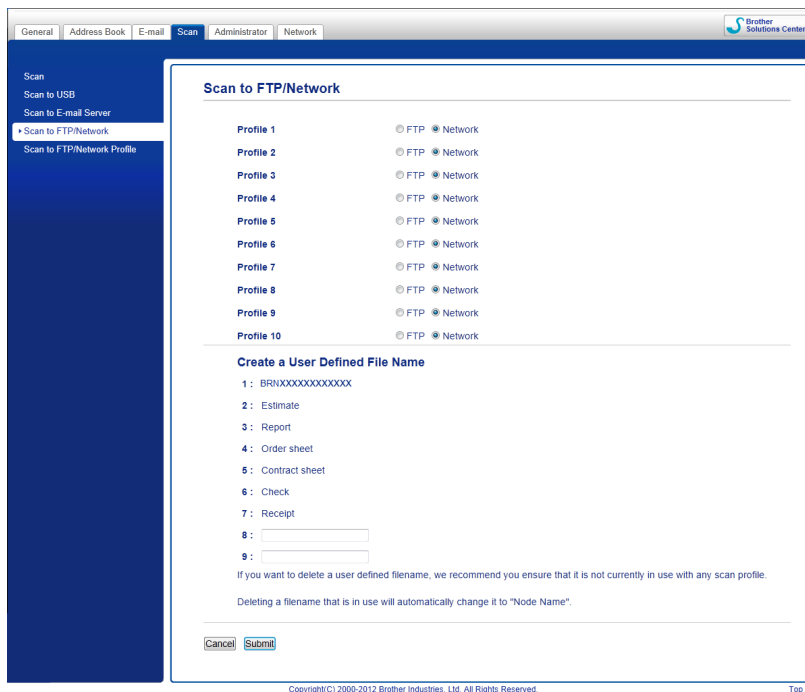 General Address Book E-mail Scan Administrator Network
Brother
Solutions Center
Scan
Scan to USB
Scan to E-mail Server
Scan to FTP/Network
Scan to FTP/Network Profile
Scan to FTP/Network
Profile 1 FTP Network
Profile 2 FTP Network
Profile 3 FTP Network
Profile 4 FTP Network
Profile 5 FTP Network
Profile 6 FTP Network
Profile 7 FTP Network
Profile 8 FTP Network
Profile 9 FTP Network
Profile 10 FTP Network
Create a User Defined File Name
1 : BRNXXXXXXXXXXXX
2 : Estimate
3 : Report
4 : Order sheet
5 : Contract sheet
6 : Check
7 : Receipt
8 :
9 :
If you want to delete a user defined filename, we recommend you ensure that it is not currently in use with any scan profile.
Deleting a filename that is in use will automatically change it to "Node Name".
Cancel Submit
Copyright(C) 2000-2012 Brother Industries, Ltd. All Rights Reserved. Top